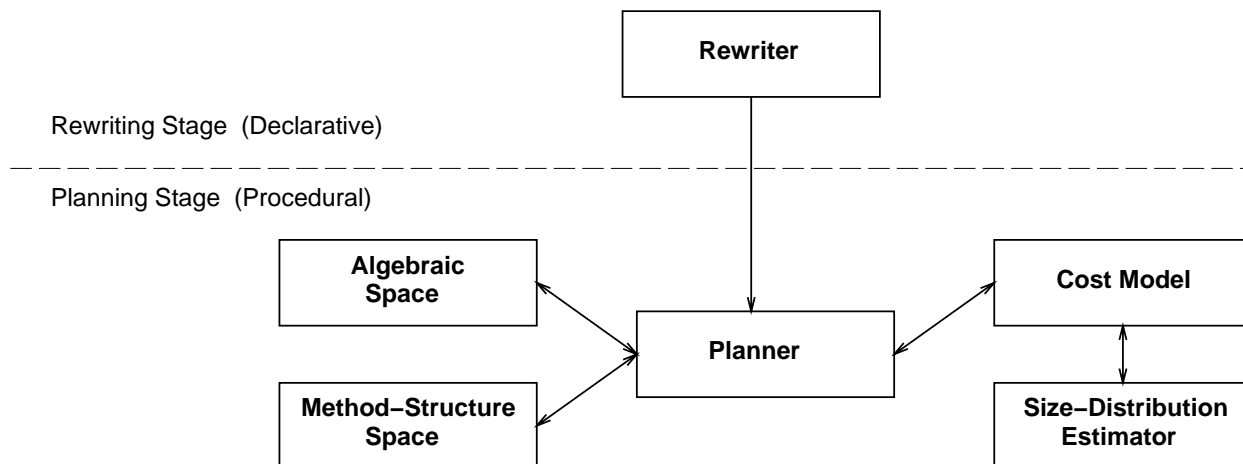 Rewriter
Rewriting Stage (Declarative)
Planning Stage (Procedural)
Algebraic
Space
Cost Model
Planner
Method−Structure
Space
Size−Distribution
Estimator